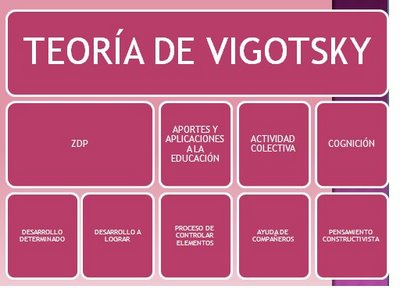 TEORÍA DE VIGOTSKY
ZDP
APORTES Y
APLICACIONES
A LA
EDUCACIÓN
ACTIVIDAD
COLECTIVA
COGNICIÓN
DESARROLLO
DETERMINADO
DESARROLLO A
LOGRAR
PROCESO DE
CONTROLAR
ELEMENTOS
AYUDA DE
COMPAÑEROS
PENSAMIENTO
CONSTRUCTIVISTA